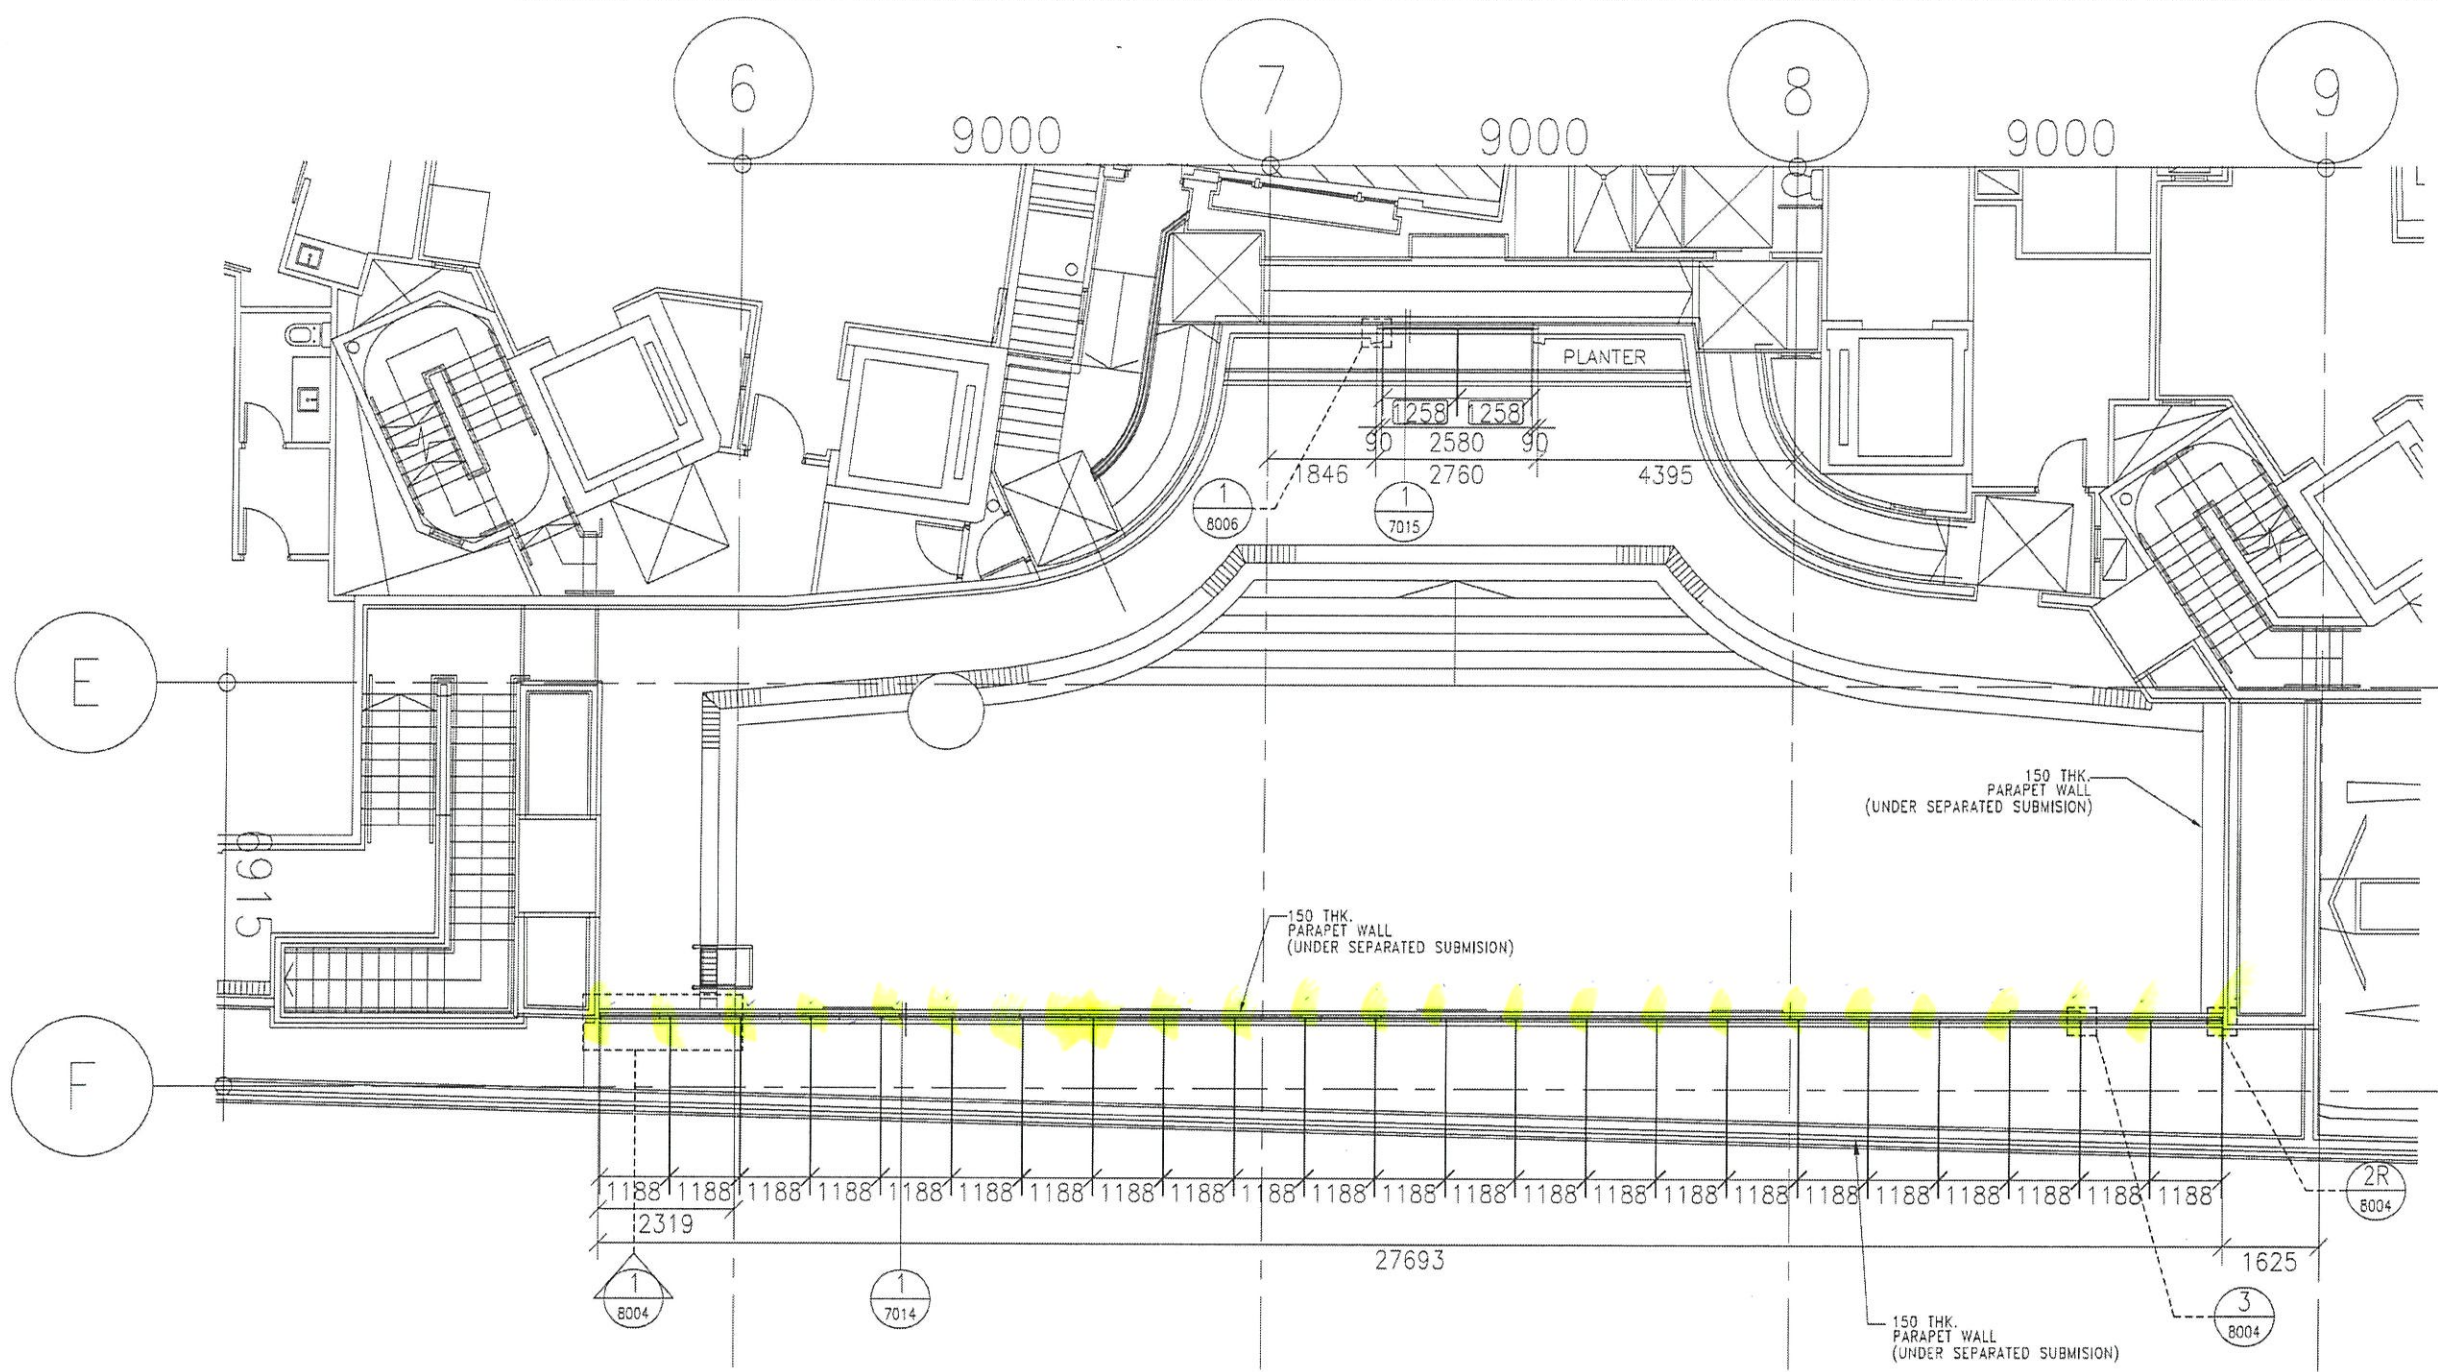 6
7
8
9
9000
9000
9000
PLANTER
1258
1258
90
2580
90
1846
2760
4395
1
8006
1
7015
E
150 THK.
PARAPET WALL
(UNDER SEPARATED SUBMISION)
6915
150 THK.
PARAPET WALL
(UNDER SEPARATED SUBMISION)
F
1188 1188 1188 1188 1188 1188 1188 1188 1188 1188 1188 1188 1188 1188 1188 1188 1188 1188 1188 1188 1188 1188 1188
2R
8004
2319
27693
1625
1
8004
1
7014
3
8004
150 THK.
PARAPET WALL
(UNDER SEPARATED SUBMISION)